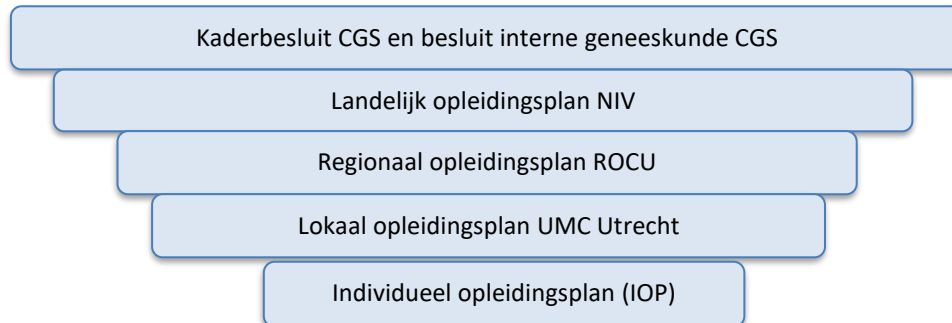 Kaderbesluit CGS en besluit interne geneeskunde CGS
Landelijk opleidingsplan NIV
Regionaal opleidingsplan ROCU
Lokaal opleidingsplan UMC Utrecht
Individueel opleidingsplan (IOP)